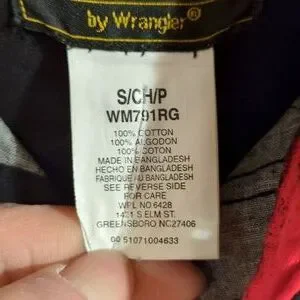 by Wrangler®
S/CH/P
WM791RG
100% COTTON
100% ALGODON
100% COTON
MADE IN BANGLADESH
HECHO EN BANGLADESH
FABRIQUE AU BANGLADESH
SEE REVERSE SIDE
FOR CARE
WPL NO 6428
1421 S ELM ST.
GREENSBORO NC27406
00 51071004633